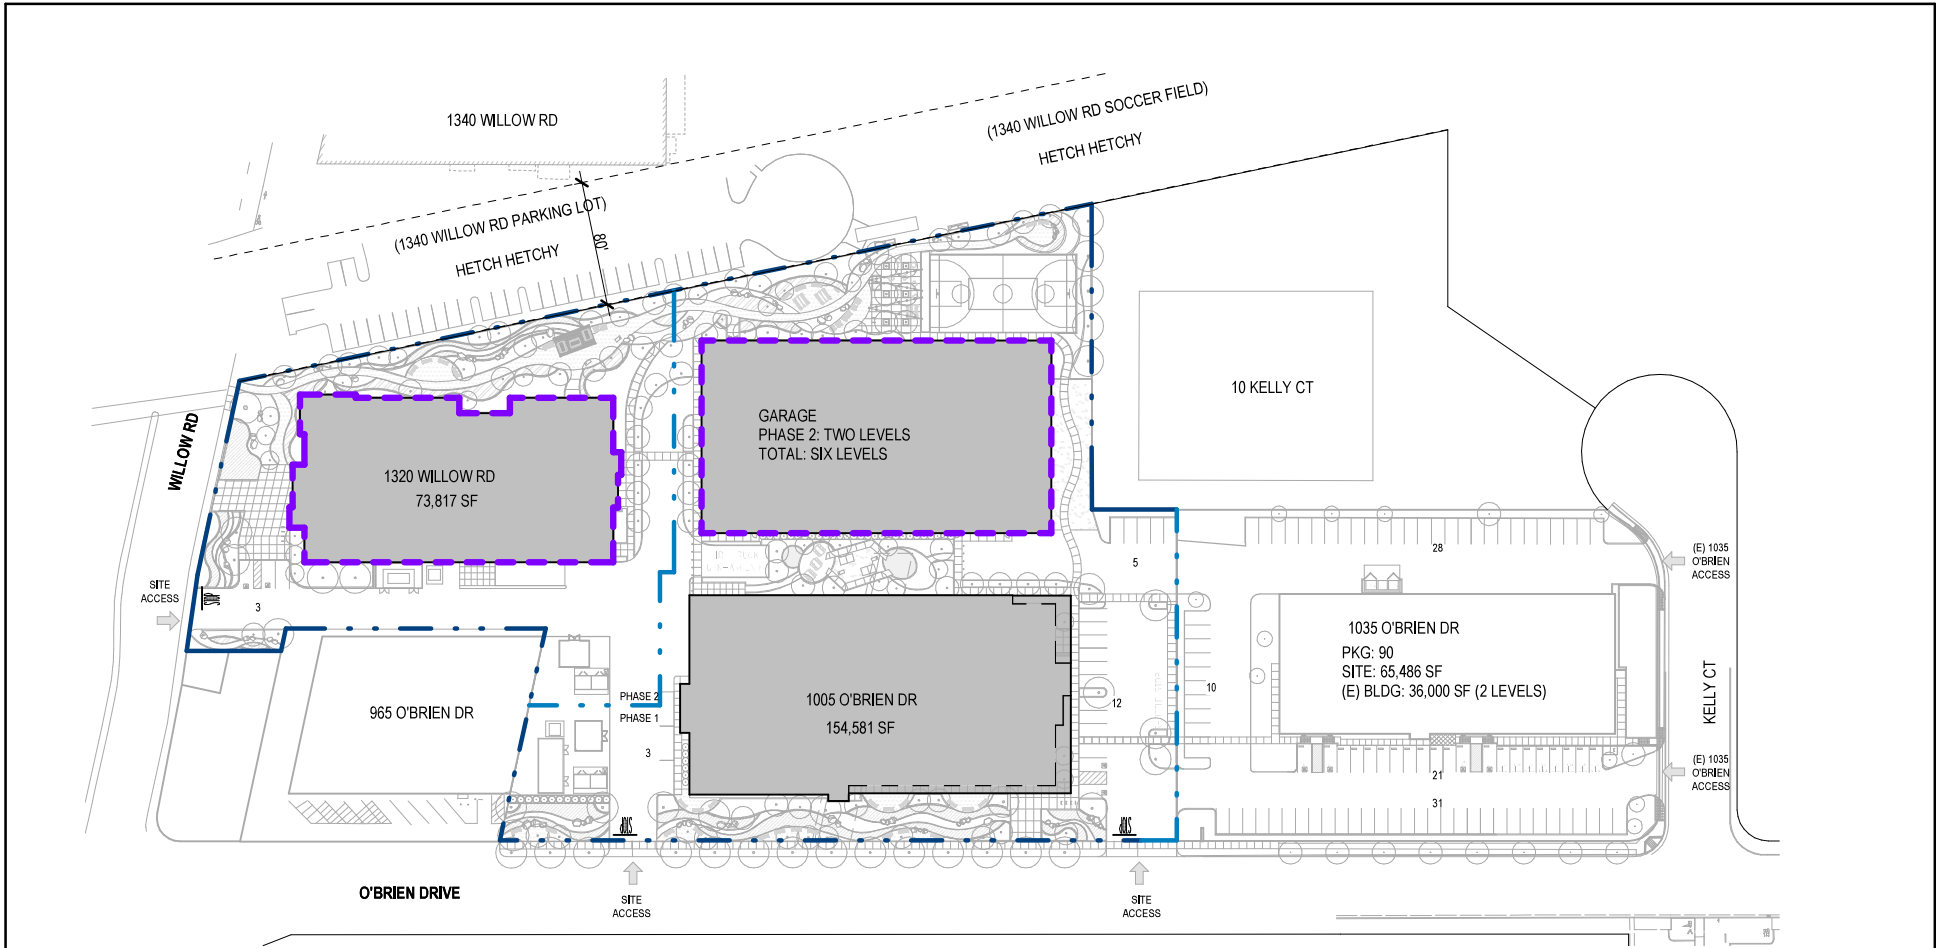 1340 WILLOW RD
(1340 WILLOW RD SOCCER FIELD)
HETCH HETCHY
(1340 WILLOW RD PARKING LOT)
HETCH HETCHY
80'
WILLOW RD
10 KELLY CT
GARAGE
PHASE 2: TWO LEVELS
TOTAL: SIX LEVELS
1320 WILLOW RD
73,817 SF
5
28
(E) 1035
O'BRIEN
ACCESS
SITE
ACCESS
STOP
3
1035 O'BRIEN DR
PKG: 90
SITE: 65,486 SF
(E) BLDG: 36,000 SF (2 LEVELS)
10
12
KELLY CT
1005 O'BRIEN DR
154,581 SF
PHASE 2
PHASE 1
3
965 O'BRIEN DR
(E) 1035
O'BRIEN
ACCESS
21
31
STOP
STOP
O'BRIEN DRIVE
SITE
ACCESS
SITE
ACCESS